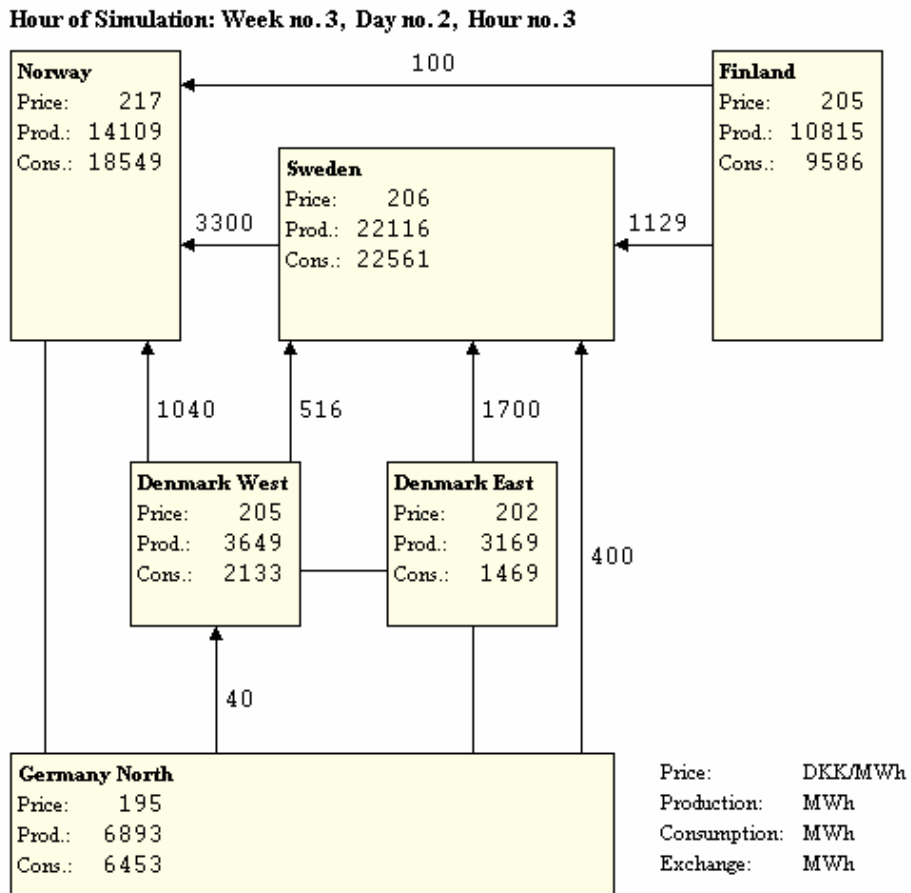 Hour of Simulation: Week no. 3, Day no. 2, Hour no. 3
100
Norway
Price: 217
Prod.: 14109
Cons.: 18549
Finland
Price: 205
Prod.: 10815
Cons.: 9586
Sweden
Price: 206
Prod.: 22116
Cons.: 22561
3300
1129
1040
516
1700
Denmark West
Price: 205
Prod.: 3649
Cons.: 2133
Denmark East
Price: 202
Prod.: 3169
Cons.: 1469
400
40
Germany North
Price: 195
Prod.: 6893
Cons.: 6453
Price: DKK/MWh
Production: MWh
Consumption: MWh
Exchange: MWh